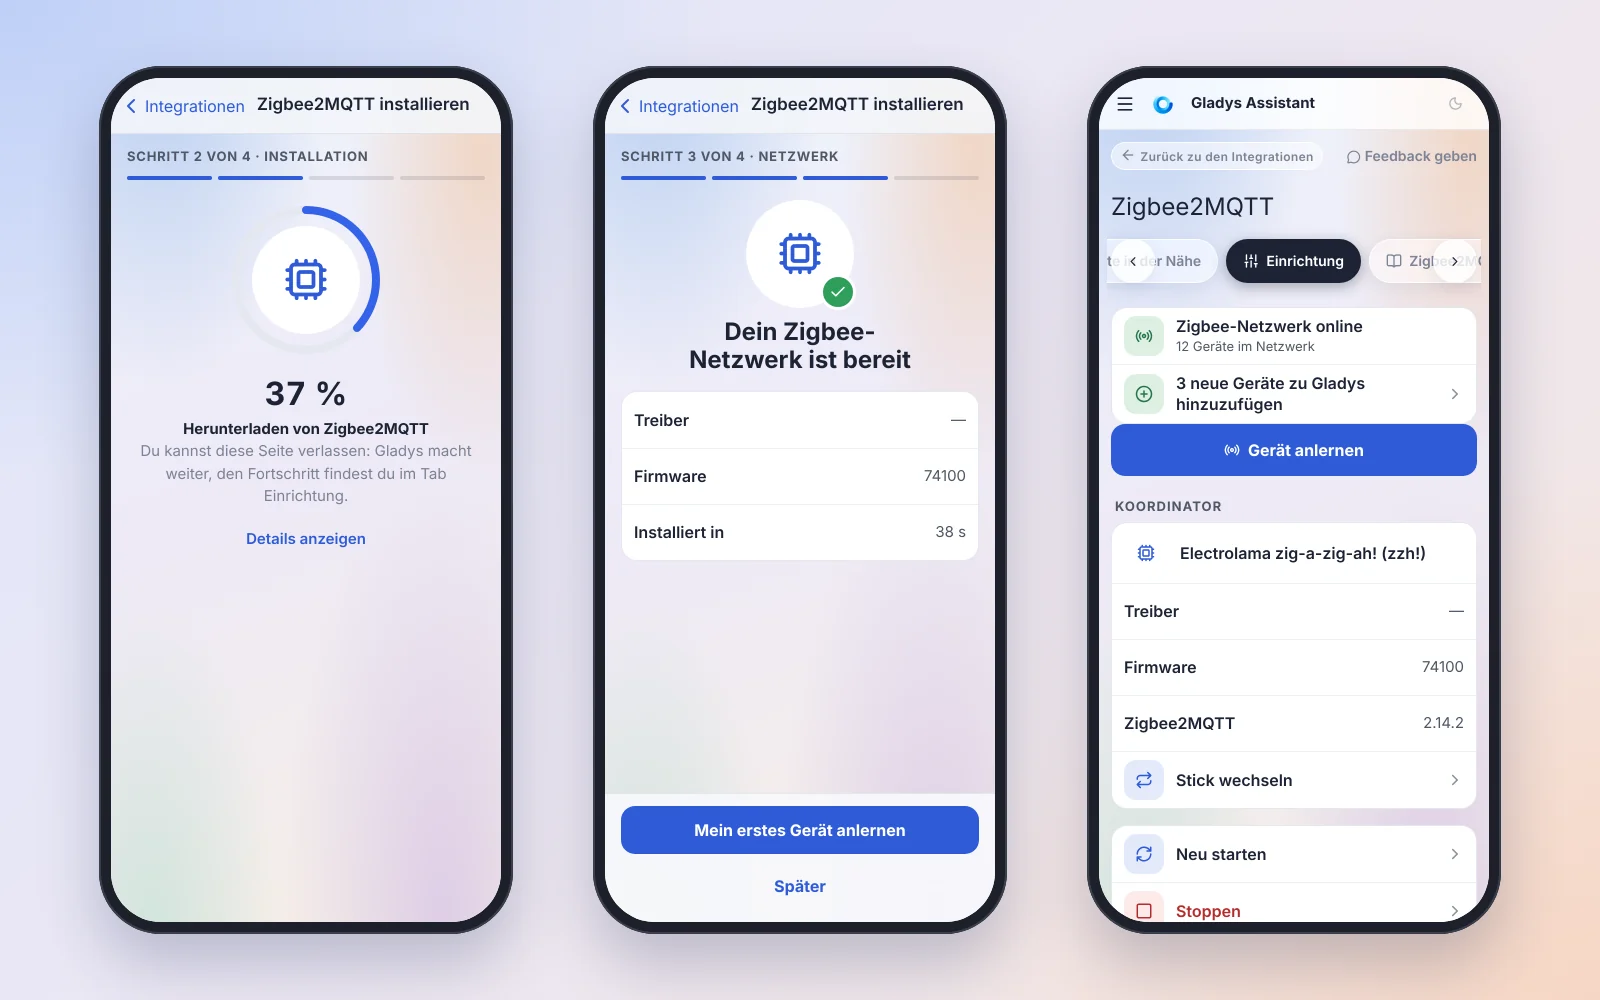 Integrationen
Zigbee2MQTT installieren
SCHRITT 2 VON 4 · INSTALLATION
37 %
Herunterladen von Zigbee2MQTT
Du kannst diese Seite verlassen: Gladys macht
weiter, den Fortschritt findest du im Tab
Einrichtung.
Details anzeigen
Integrationen
Zigbee2MQTT installieren
SCHRITT 3 VON 4 · NETZWERK
Dein Zigbee-
Netzwerk ist bereit
Treiber —
Firmware 74100
Installiert in 38 s
Mein erstes Gerät anlernen
Später
Gladys Assistant
Zurück zu den Integrationen
Feedback geben
Zigbee2MQTT
der Nähe
Einrichtung
Zigbee-Netzwerk online
12 Geräte im Netzwerk
3 neue Geräte zu Gladys
hinzuzufügen
Gerät anlernen
KOORDINATOR
Electrolama zig-a-zig-ah! (zzh!)
Treiber —
Firmware 74100
Zigbee2MQTT 2.14.2
Stick wechseln
Neu starten
Stoppen